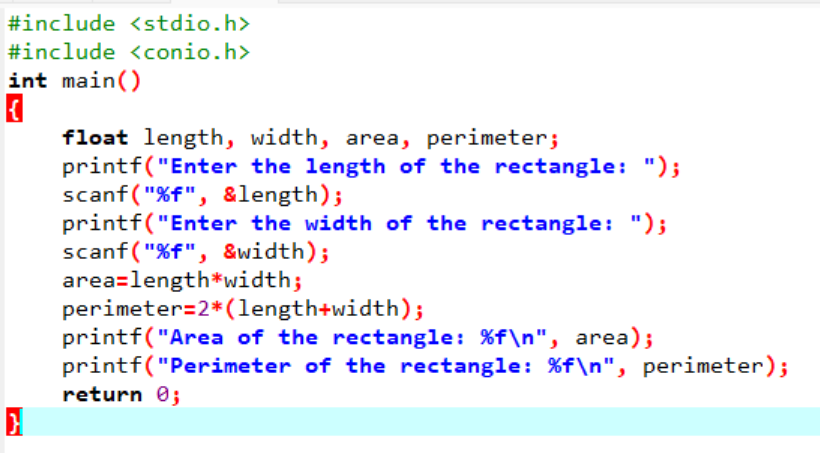 #include <stdio.h>
#include <conio.h>
int main()
{
    float length, width, area, perimeter;
    printf("Enter the length of the rectangle: ");
    scanf("%f", &length);
    printf("Enter the width of the rectangle: ");
    scanf("%f", &width);
    area=length*width;
    perimeter=2*(length+width);
    printf("Area of the rectangle: %f\n", area);
    printf("Perimeter of the rectangle: %f\n", perimeter);
    return 0;
}